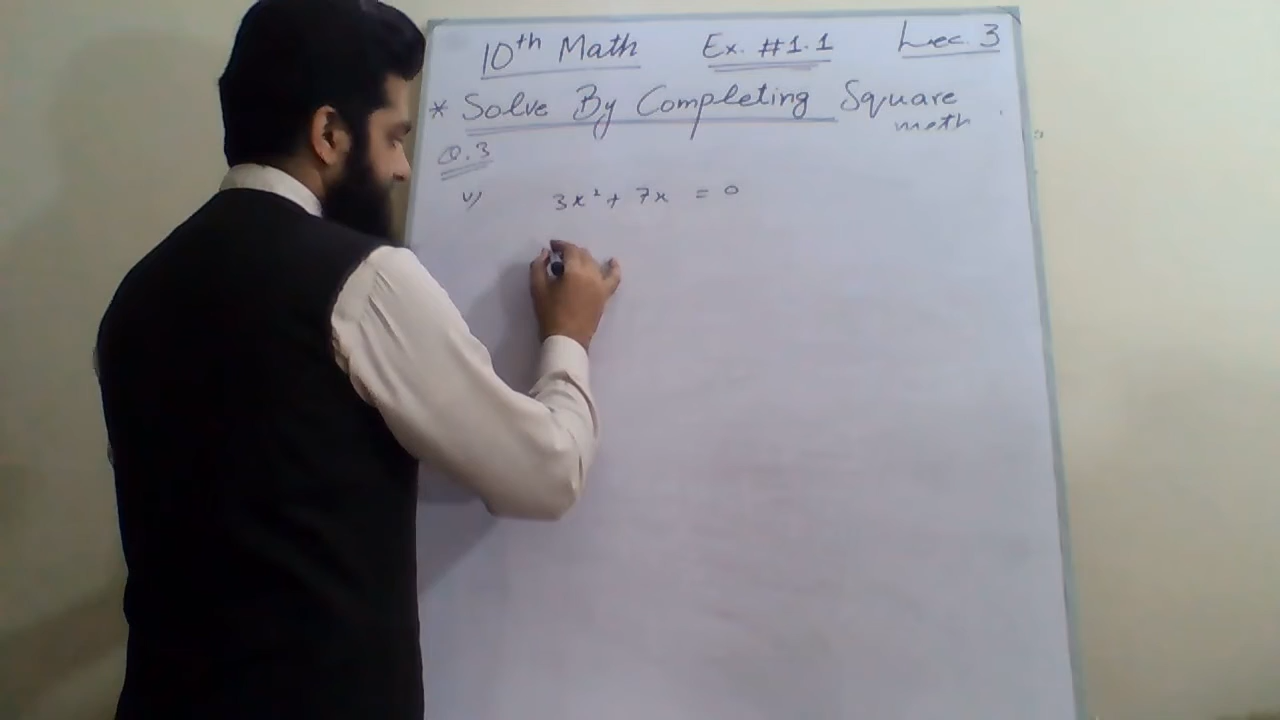 10th Math Ex. #1.1 Lec. 3
* Solve By Completing Square
meth
Q.3
v) 3x² + 7x = 0